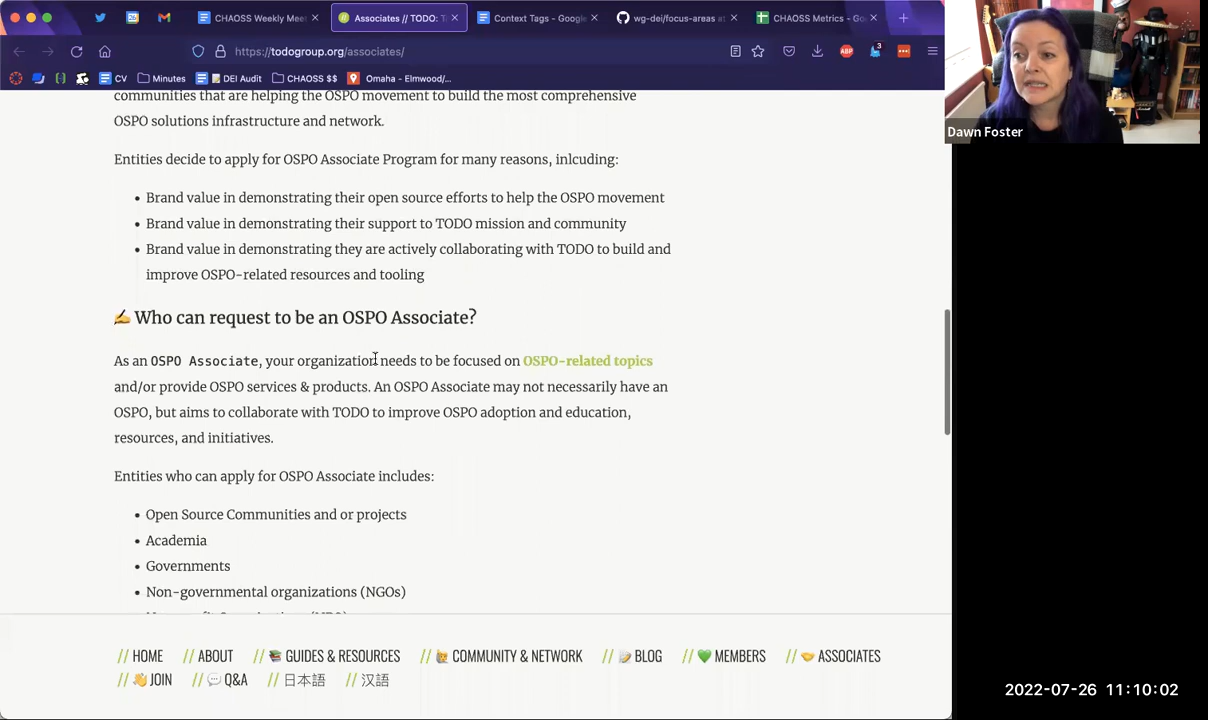 CHAOSS Weekly Mee
Associates // TODO: T
Context Tags - Google
wg-dei/focus-areas at
CHAOSS Metrics - Go
https://todogroup.org/associates/
ABP
3
CV
Minutes
DEI Audit
CHAOSS $$
Omaha - Elmwood/...
communities that are helping the OSPO movement to build the most comprehensive
OSPO solutions infrastructure and network.
Entities decide to apply for OSPO Associate Program for many reasons, inlcuding:
• Brand value in demonstrating their open source efforts to help the OSPO movement
• Brand value in demonstrating their support to TODO mission and community
• Brand value in demonstrating they are actively collaborating with TODO to build and
improve OSPO-related resources and tooling
✍️ Who can request to be an OSPO Associate?
As an OSPO Associate, your organization needs to be focused on OSPO-related topics
and/or provide OSPO services & products. An OSPO Associate may not necessarily have an
OSPO, but aims to collaborate with TODO to improve OSPO adoption and education,
resources, and initiatives.
Entities who can apply for OSPO Associate includes:
• Open Source Communities and or projects
• Academia
• Governments
• Non-governmental organizations (NGOs)
// HOME // ABOUT // 📚 GUIDES & RESOURCES // 🙋 COMMUNITY & NETWORK // 📝 BLOG // 💚 MEMBERS // 🤝 ASSOCIATES
// 👋 JOIN // 💬 Q&A // 日本語 // 汉语
Dawn Foster
2022-07-26 11:10:02